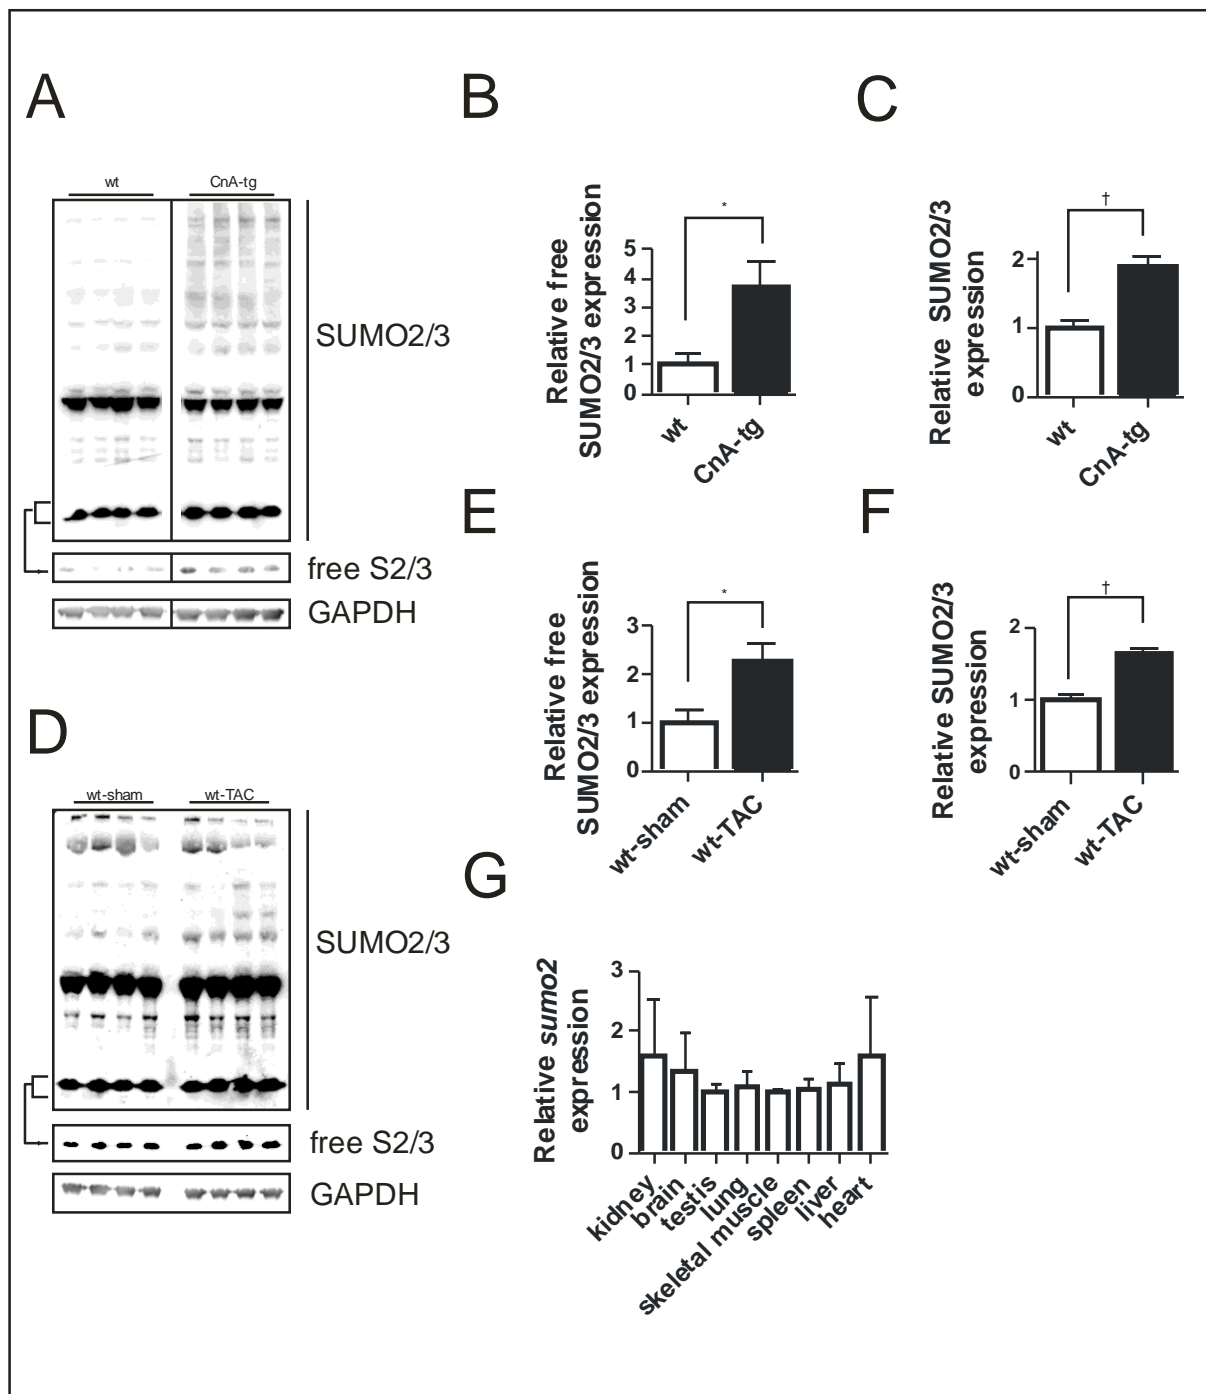 A
wt
CnA-tg
SUMO2/3
free S2/3
GAPDH
B
Relative free
SUMO2/3 expression
5
4
3
2
1
0
*
wt
CnA-tg
C
Relative SUMO2/3
expression
2
1
0
†
wt
CnA-tg
D
wt-sham
wt-TAC
SUMO2/3
free S2/3
GAPDH
E
Relative free
SUMO2/3 expression
3
2
1
0
*
wt-sham
wt-TAC
F
Relative SUMO2/3
expression
2
1
0
†
wt-sham
wt-TAC
G
Relative sumo2
expression
3
2
1
0
kidney
brain
testis
lung
skeletal muscle
spleen
liver
heart